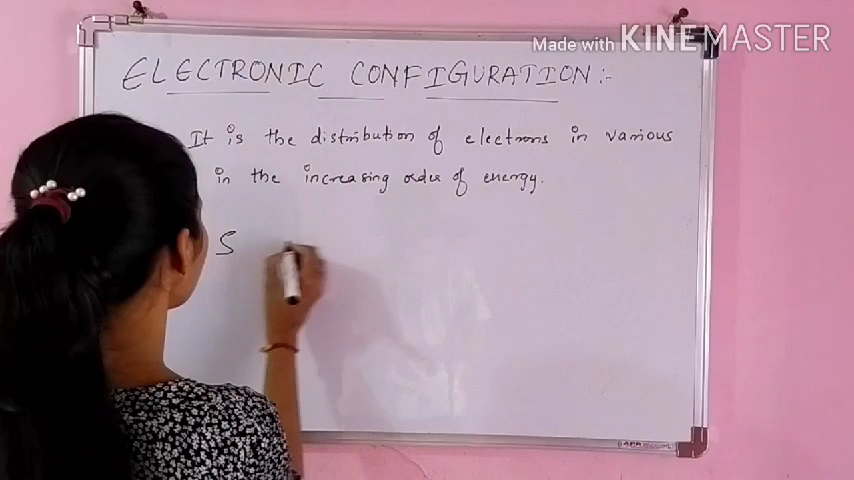 Made with KINEMASTER
ELECTRONIC CONFIGURATION :-
It is the distribution of electrons in various
in the increasing order of energy.
S